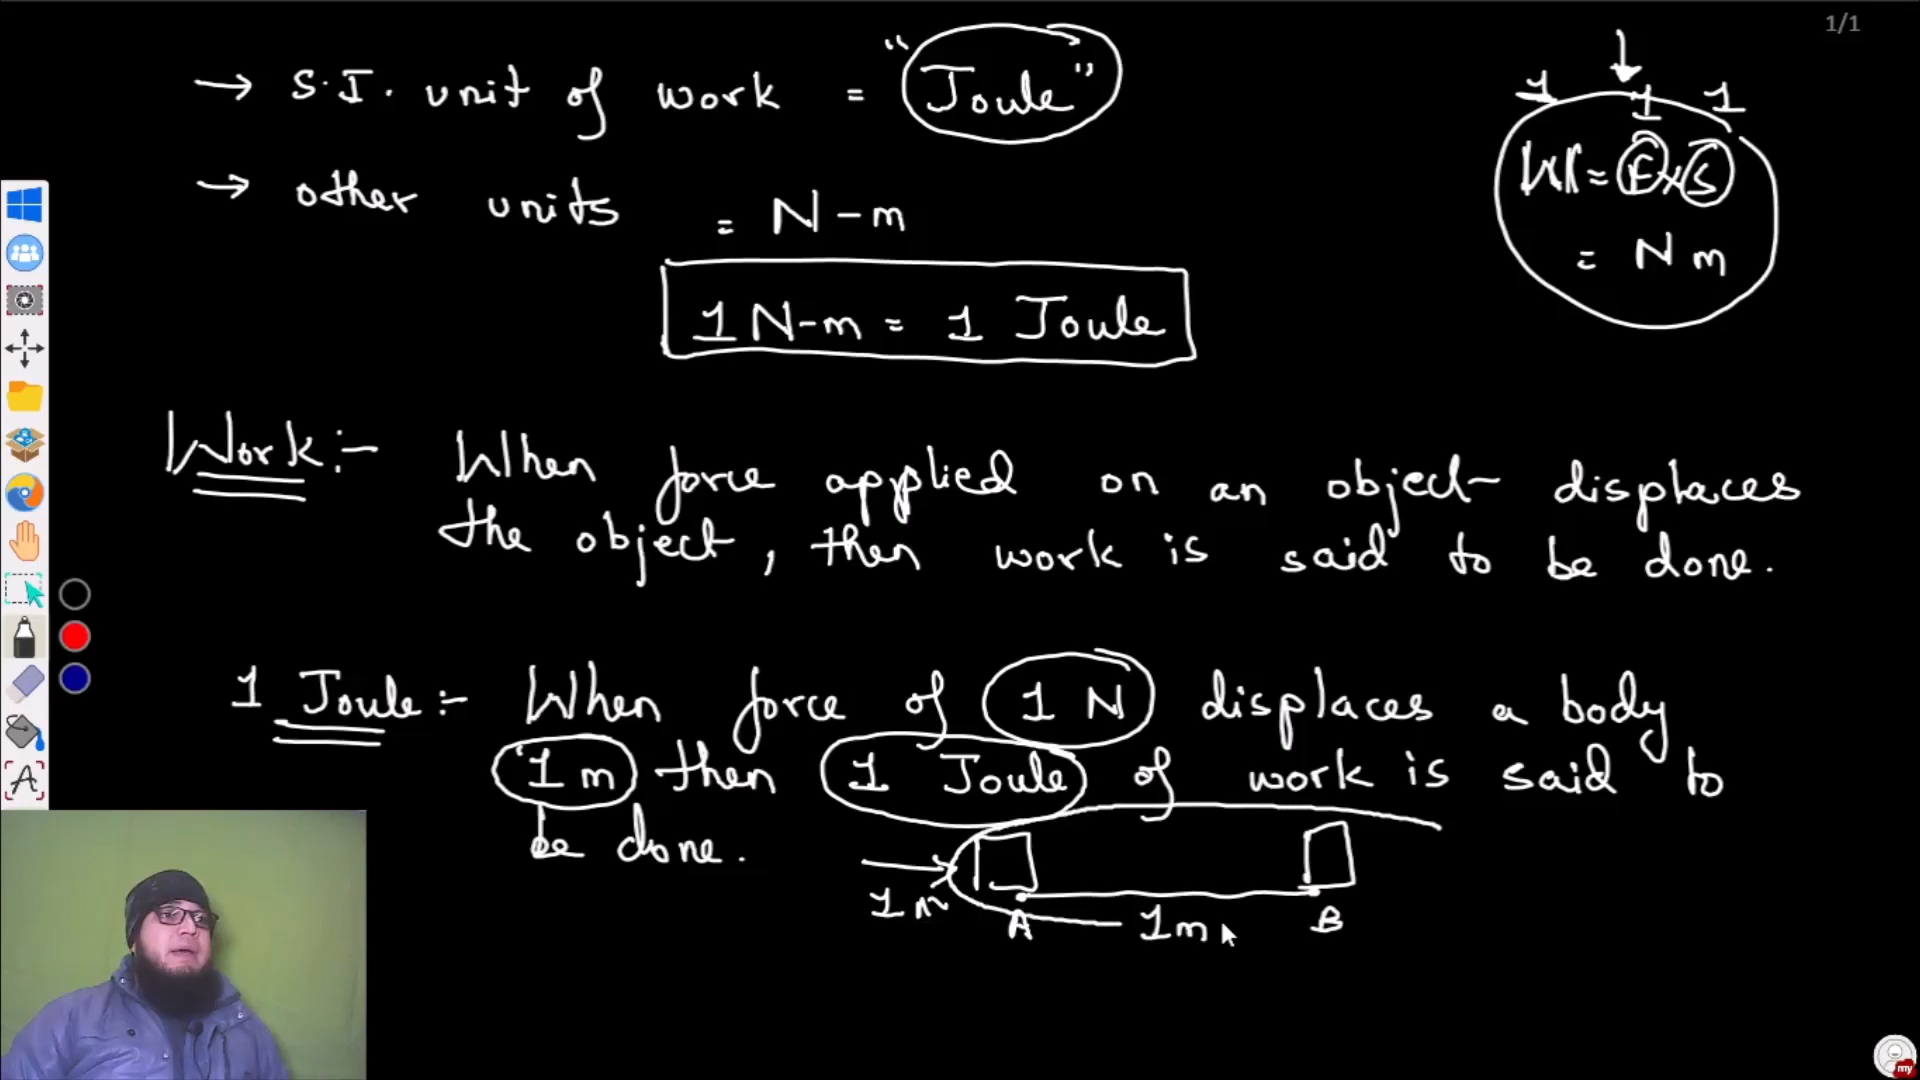 1/1
→ S.I. unit of work = "Joule"
→ other units = N-m
1 N-m = 1 Joule
1 1 1
W = F x S
= N m
Work :- When force applied on an object displaces
the object, then work is said to be done.
1 Joule :- When force of 1 N displaces a body
1 m then 1 Joule of work is said to
be done.
1 N
A 1m B
A
my